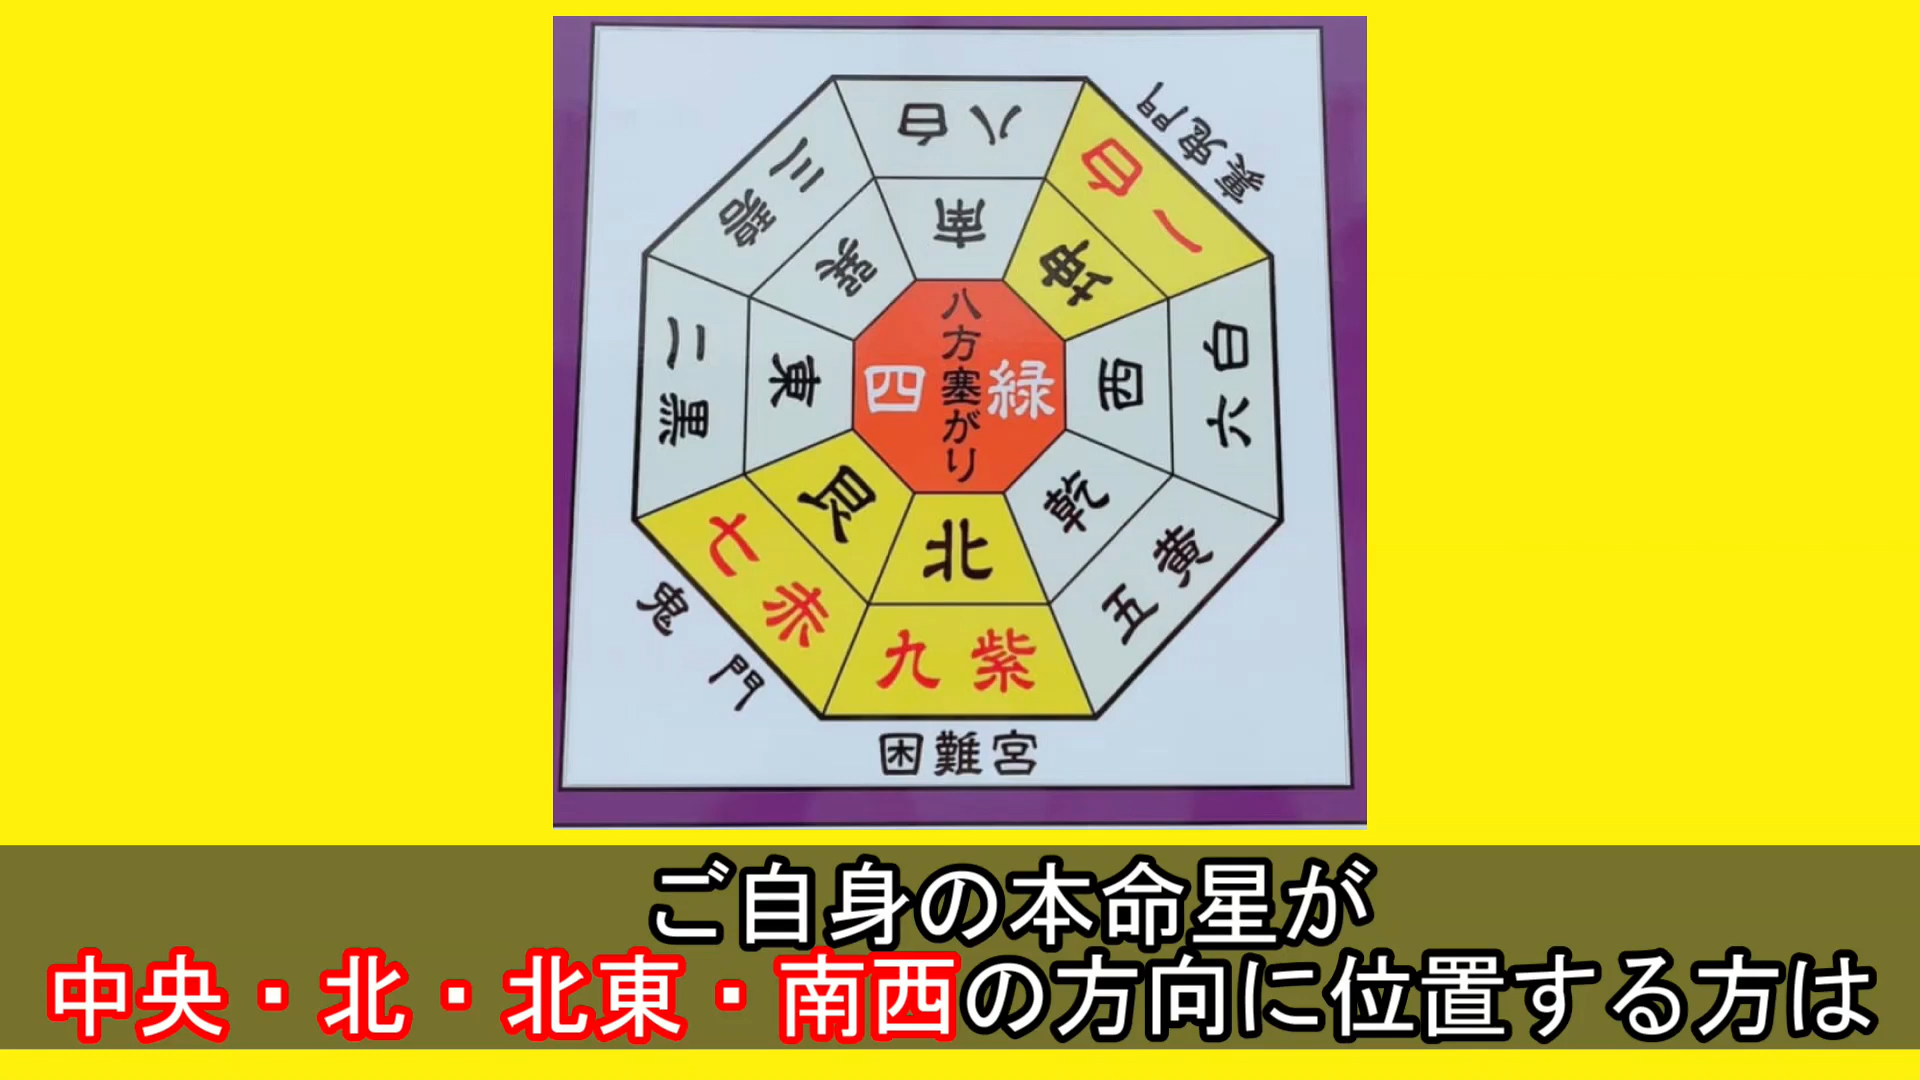 八白
一白
裏鬼門
三碧
南
坤
巽
六白
西
二黒
東
八方塞がり
四緑
艮
北
乾
七赤
九紫
五黄
鬼門
困難宮
ご自身の本命星が
中央・北・北東・南西の方向に位置する方は